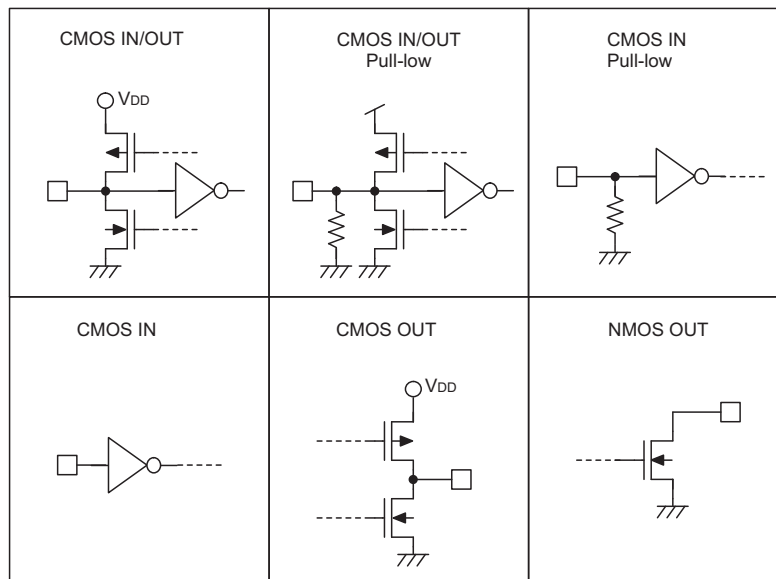 CMOS IN/OUT
VDD
CMOS IN/OUT
Pull-low
CMOS IN
Pull-low
CMOS IN
CMOS OUT
VDD
NMOS OUT